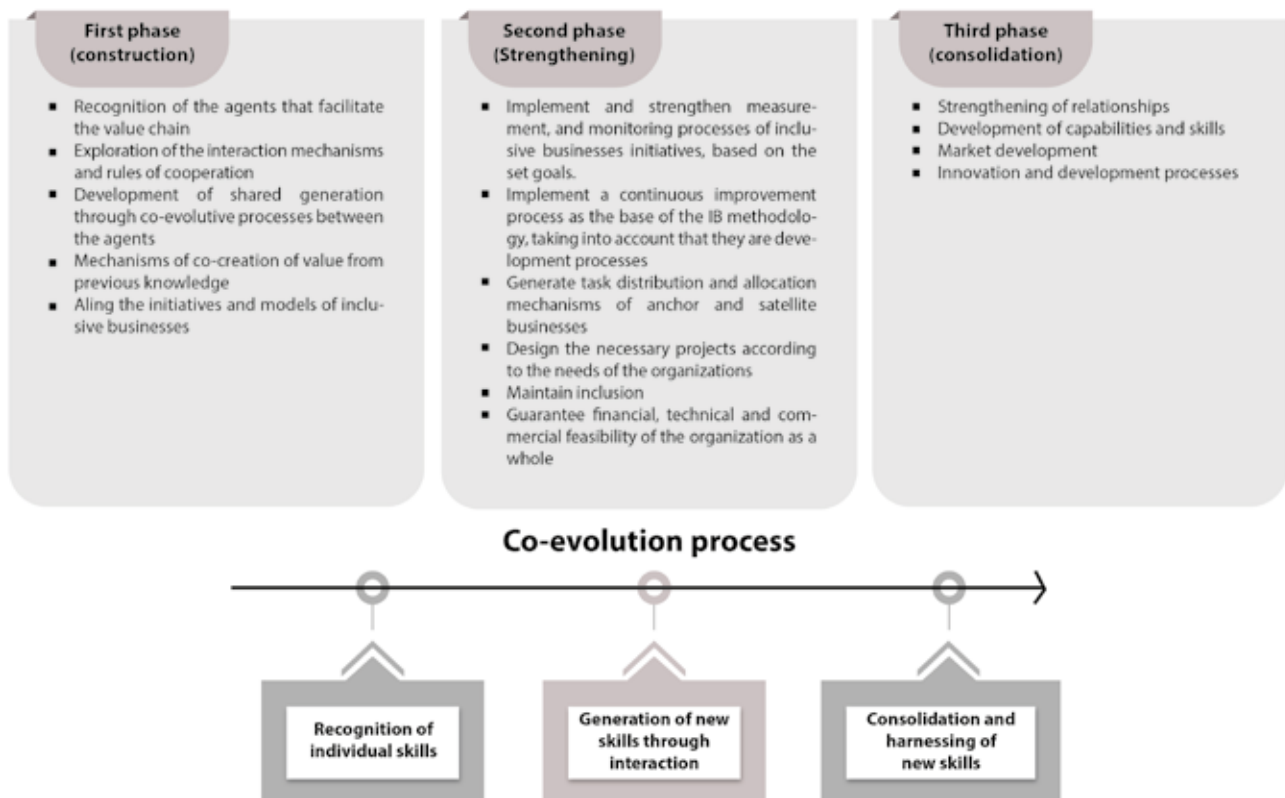 First phase
(construction)
■ Recognition of the agents that facilitate
the value chain
■ Exploration of the interaction mechanisms
and rules of cooperation
■ Development of shared generation
through co-evolutive processes between
the agents
■ Mechanisms of co-creation of value from
previous knowledge
■ Aling the initiatives and models of inclu-
sive businesses
Second phase
(Strengthening)
■ Implement and strengthen measure-
ment, and monitoring processes of inclu-
sive businesses initiatives, based on the
set goals.
■ Implement a continuous improvement
process as the base of the IB methodolo-
gy, taking into account that they are deve-
lopment processes
■ Generate task distribution and allocation
mechanisms of anchor and satellite
businesses
■ Design the necessary projects according
to the needs of the organizations
■ Maintain inclusion
■ Guarantee financial, technical and com-
mercial feasibility of the organization as a
whole
Third phase
(consolidation)
■ Strengthening of relationships
■ Development of capabilities and skills
■ Market development
■ Innovation and development processes
Co-evolution process
Recognition of
individual skills
Generation of new
skills through
interaction
Consolidation and
harnessing of
new skills